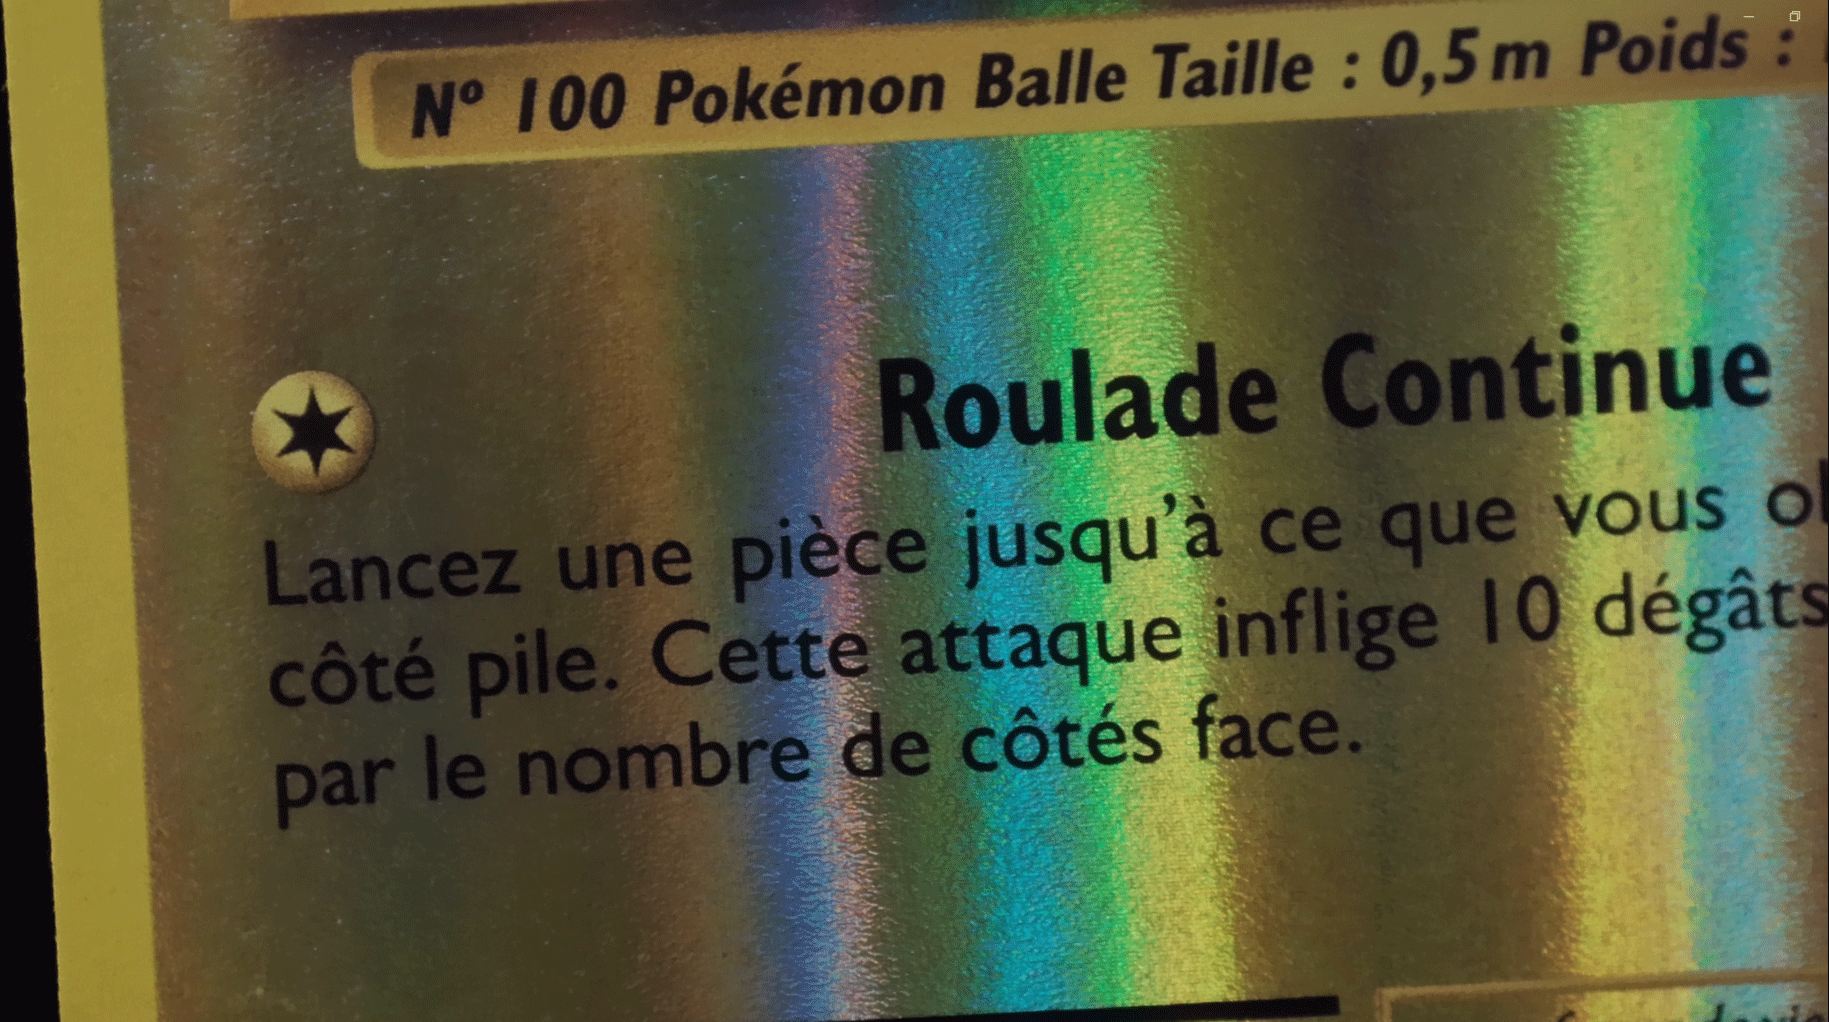 N° 100 Pokémon Balle Taille : 0,5 m Poids :
Roulade Continue
Lancez une pièce jusqu'à ce que vous
côté pile. Cette attaque inflige 10 dégâts
par le nombre de côtés face.